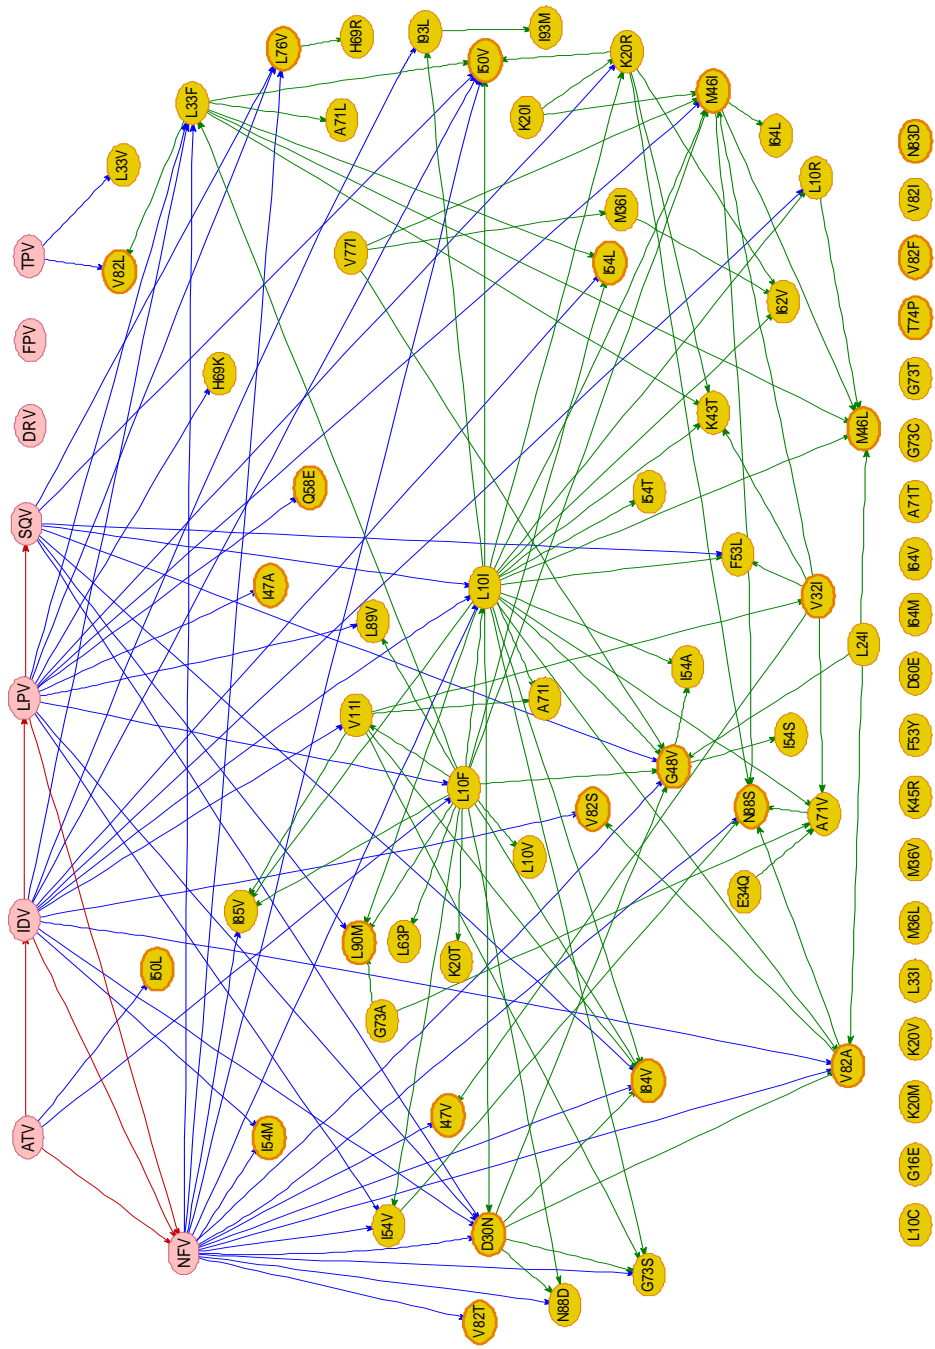 ATV
IDV
LPV
SQV
DRV
FPV
TPV
V82L
L33V
I50L
NFV
L33F
H69K
I85V
I54M
I47A
L76V
Q58E
A71L
V11I
V77I
H69R
L90M
L89V
G73A
I54V
L63P
I93L
I47V
K20T
L10F
V82T
D30N
L10I
I50V
L10V
K20I
A71I
I93M
N88D
V82S
I54L
M36I
K20R
G73S
I84V
I54T
G48V
I54A
K43T
M46I
F53L
E34Q
N88S
I64L
I54S
I62V
A71V
V32I
L10R
V82A
L24I
M46L
L10C
G16E
K20M
K20V
L33I
M36L
M36V
K45R
F53Y
D60E
I64M
I64V
A71T
G73C
G73T
T74P
V82F
V82I
N83D